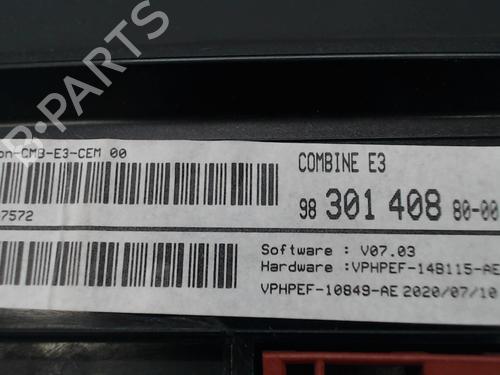 on-CMB-E3-CEM 00
COMBINE E3
7572
98 301 408 80-00
Software : V07.03
Hardware :VPHPEF-14B115-AE
VPHPEF-10849-AE 2020/07/10
B-PARTS